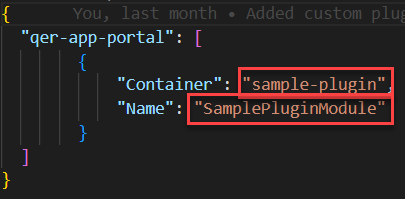 { You, last month • Added custom plug
"qer-app-portal": [
{
"Container": "sample-plugin",
"Name": "SamplePluginModule"
}
]
}